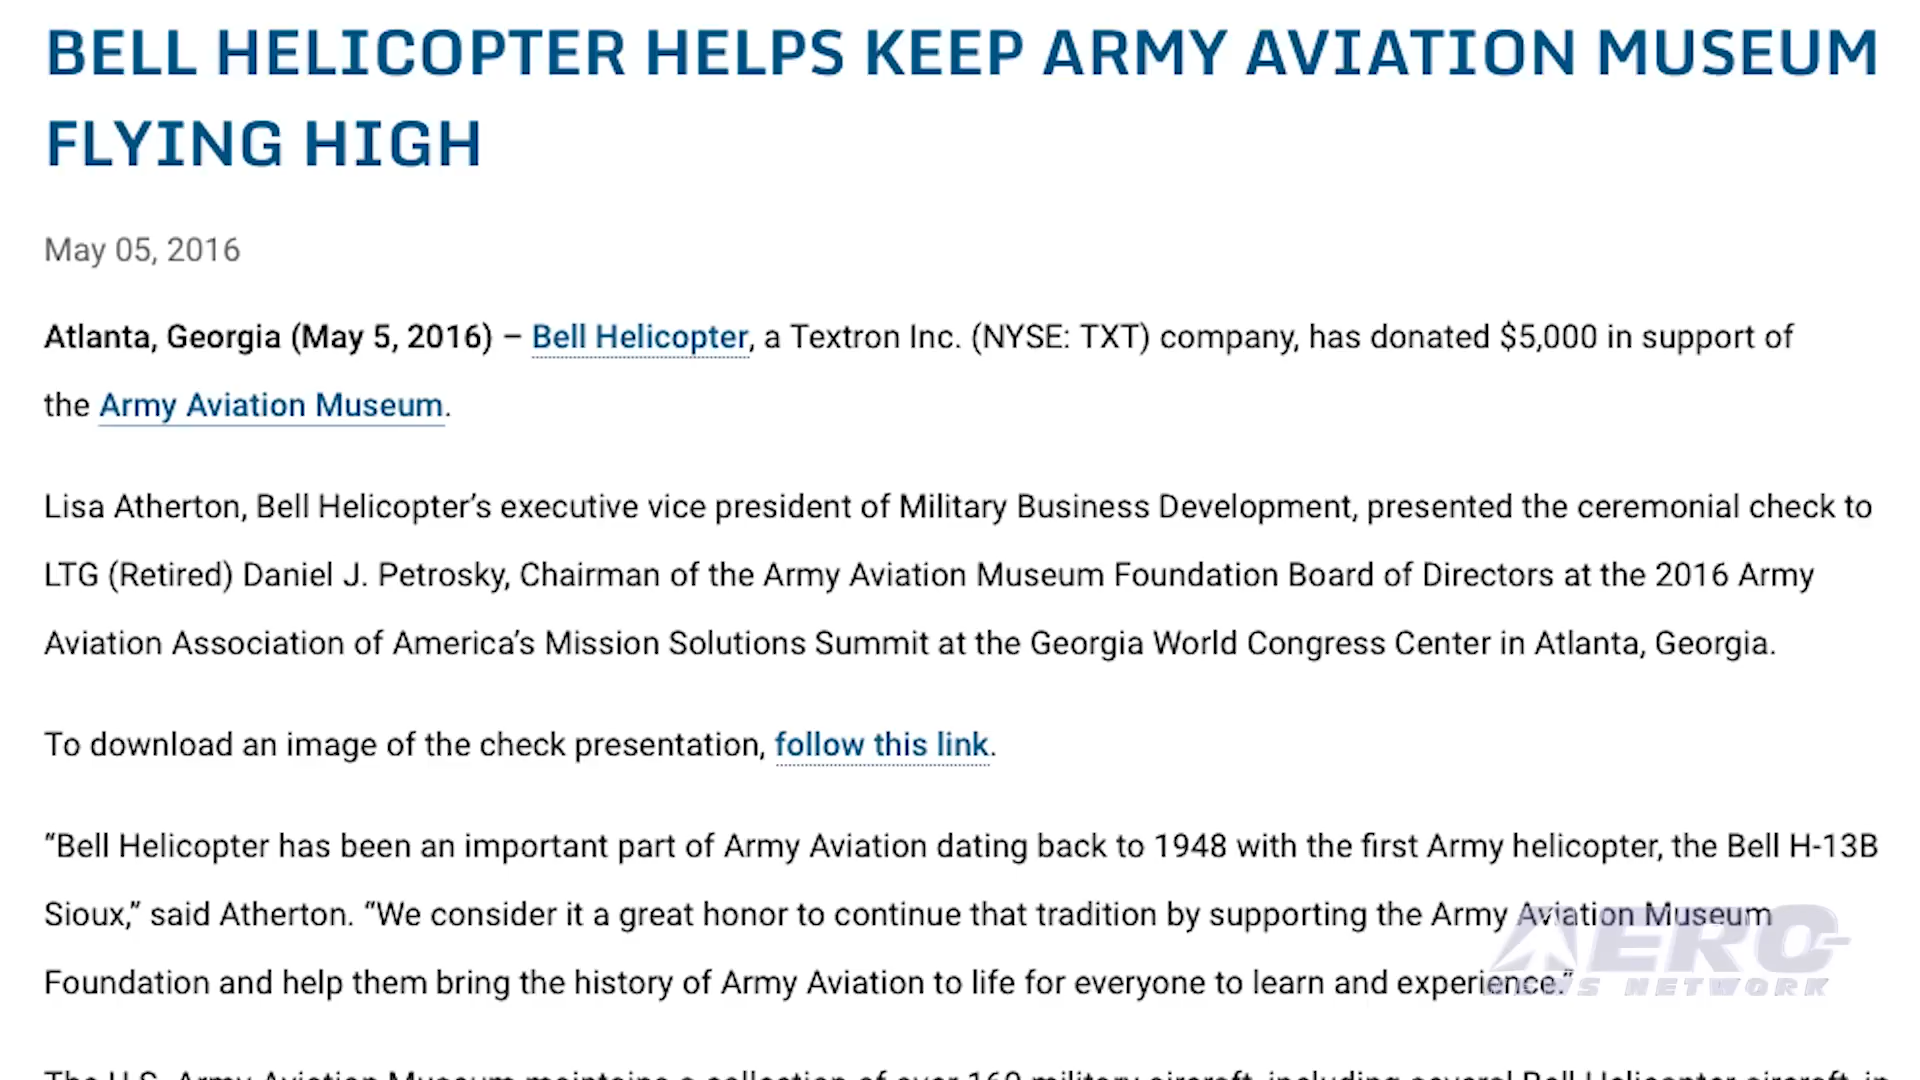 BELL HELICOPTER HELPS KEEP ARMY AVIATION MUSEUM
FLYING HIGH
May 05, 2016
Atlanta, Georgia (May 5, 2016) – Bell Helicopter, a Textron Inc. (NYSE: TXT) company, has donated $5,000 in support of
the Army Aviation Museum.
Lisa Atherton, Bell Helicopter’s executive vice president of Military Business Development, presented the ceremonial check to
LTG (Retired) Daniel J. Petrosky, Chairman of the Army Aviation Museum Foundation Board of Directors at the 2016 Army
Aviation Association of America’s Mission Solutions Summit at the Georgia World Congress Center in Atlanta, Georgia.
To download an image of the check presentation, follow this link.
“Bell Helicopter has been an important part of Army Aviation dating back to 1948 with the first Army helicopter, the Bell H-13B
Sioux,” said Atherton. “We consider it a great honor to continue that tradition by supporting the Army Aviation Museum
Foundation and help them bring the history of Army Aviation to life for everyone to learn and experience.”
AERO
NEWS NETWORK
The U.S. Army Aviation Museum maintains a collection of over 160 military aircraft, including several Bell Helicopter aircraft, in